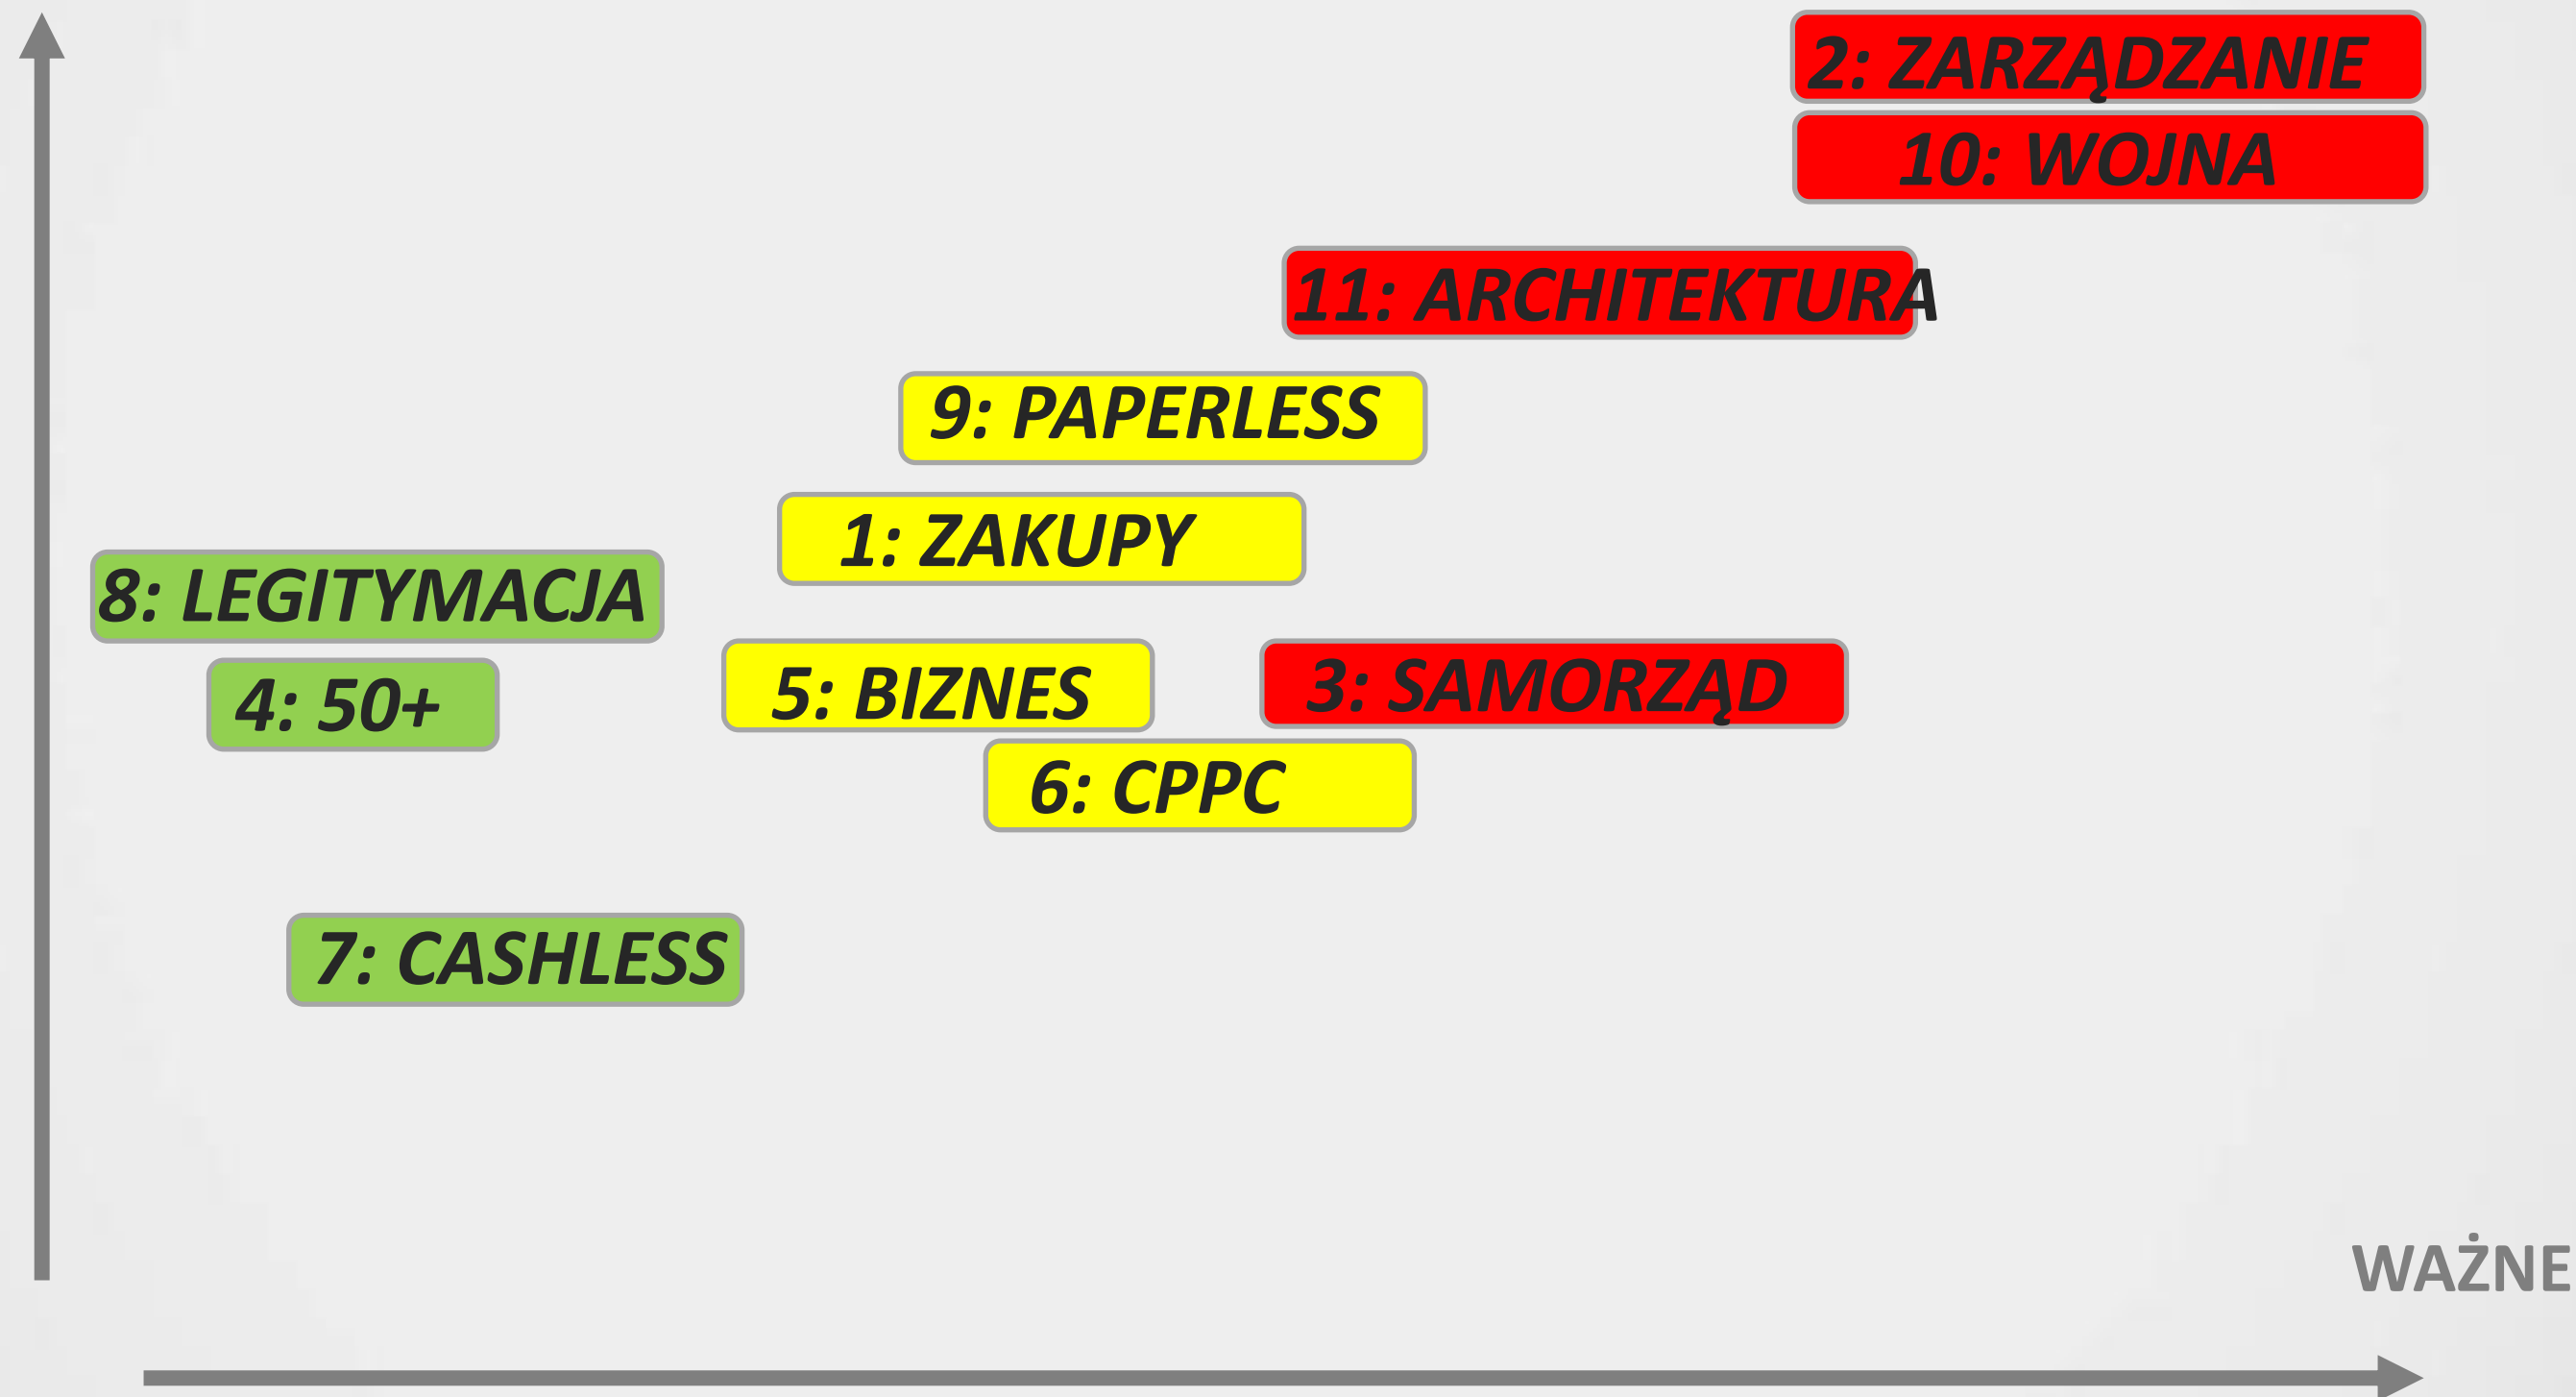 2: ZARZĄDZANIE
10: WOJNA
11: ARCHITEKTURA
9: PAPERLESS
1: ZAKUPY
8: LEGITYMACJA
4: 50+
5: BIZNES
3: SAMORZĄD
6: CPPC
7: CASHLESS
WAŻNE